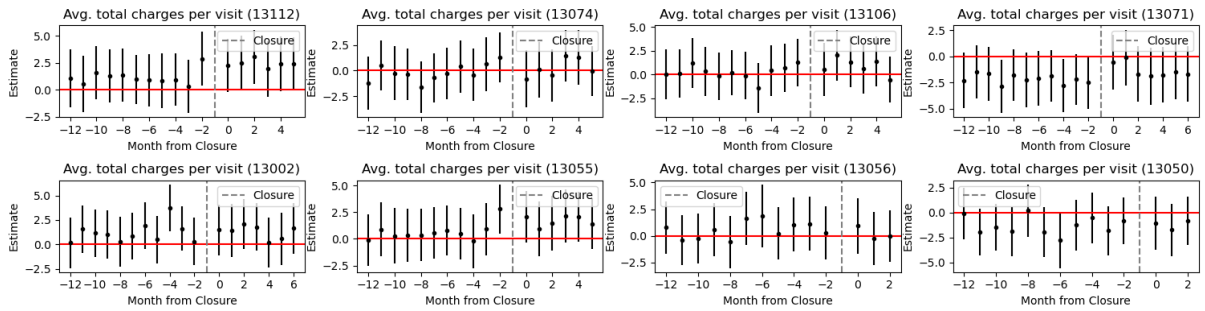 Avg. total charges per visit (13112)
Estimate
5.0
2.5
0.0
−2.5
Closure
−12 −10 −8 −6 −4 −2 0 2 4
Month from Closure
Avg. total charges per visit (13074)
Estimate
2.5
0.0
−2.5
Closure
−12 −10 −8 −6 −4 −2 0 2 4
Month from Closure
Avg. total charges per visit (13106)
Estimate
2.5
0.0
−2.5
Closure
−12 −10 −8 −6 −4 −2 0 2 4
Month from Closure
Avg. total charges per visit (13071)
Estimate
0.0
−2.5
−5.0
Closure
−12 −10 −8 −6 −4 −2 0 2 4 6
Month from Closure
Avg. total charges per visit (13002)
Estimate
5.0
2.5
0.0
−2.5
Closure
−12 −10 −8 −6 −4 −2 0 2 4 6
Month from Closure
Avg. total charges per visit (13055)
Estimate
5.0
2.5
0.0
−2.5
Closure
−12 −10 −8 −6 −4 −2 0 2 4
Month from Closure
Avg. total charges per visit (13056)
Estimate
5.0
2.5
0.0
−2.5
Closure
−12 −10 −8 −6 −4 −2 0 2
Month from Closure
Avg. total charges per visit (13050)
Estimate
2.5
0.0
−2.5
−5.0
Closure
−12 −10 −8 −6 −4 −2 0 2
Month from Closure